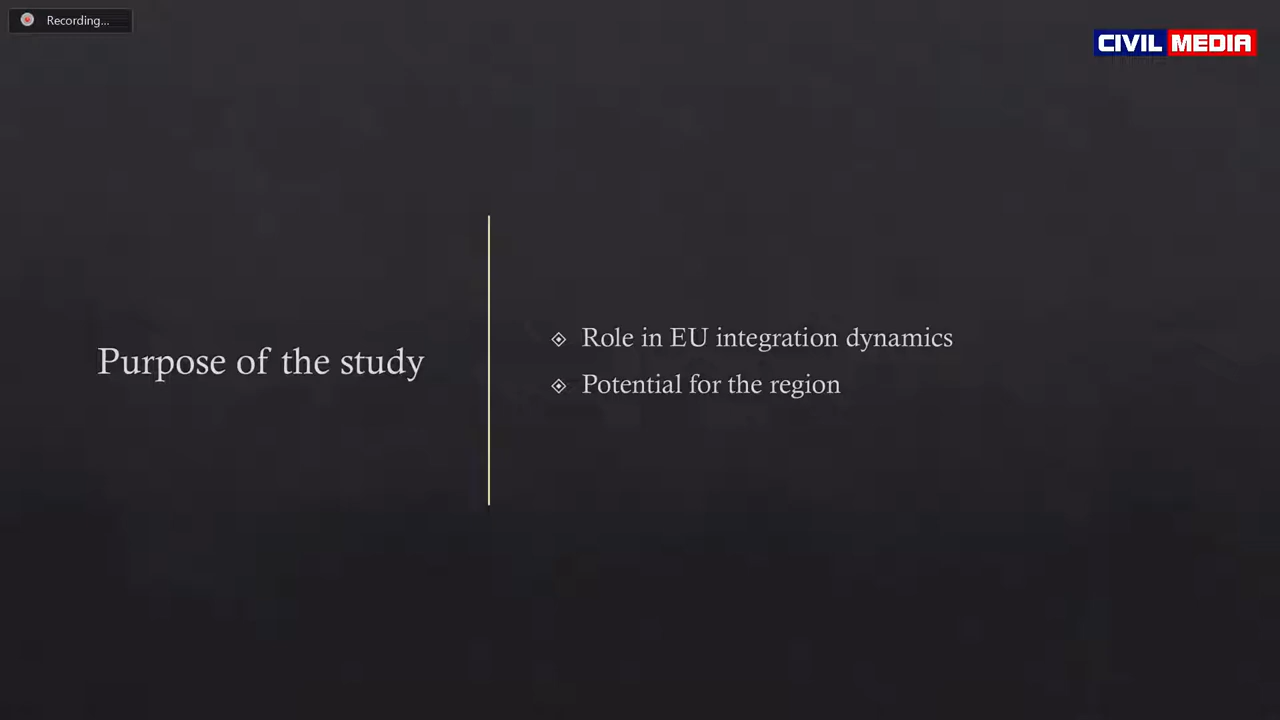 Recording...
CIVIL MEDIA
Purpose of the study
Role in EU integration dynamics
Potential for the region